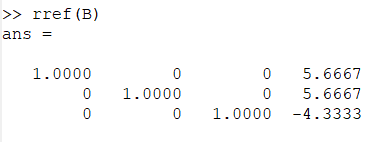 >> rref(B)
ans =
1.0000 0 0 5.6667
0 1.0000 0 5.6667
0 0 1.0000 -4.3333